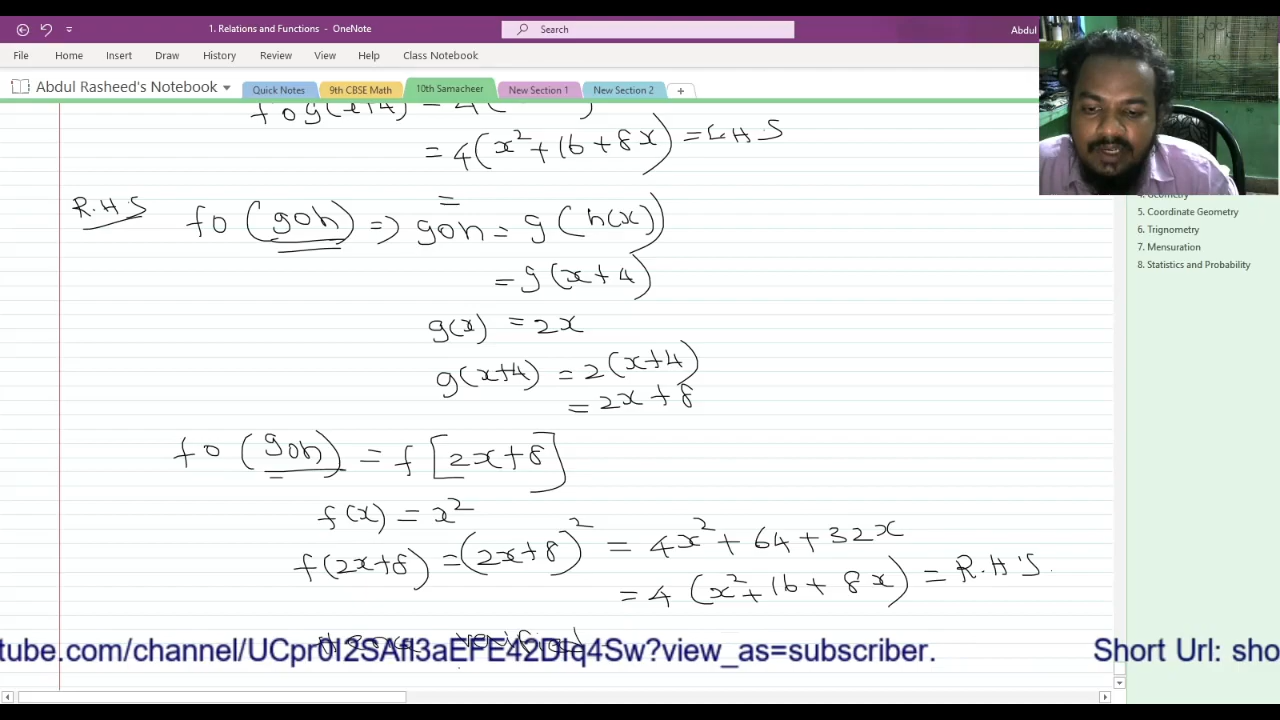 1. Relations and Functions - OneNote
Search
Abdul
File Home Insert Draw History Review View Help Class Notebook
Abdul Rasheed's Notebook
Quick Notes 9th CBSE Math 10th Samacheer New Section 1 New Section 2 +
= 4(x²+16+8x) = L H S
R.H.S fo(goh) => goh = g(h(x))
= g(x+4)
g(x) = 2x
g(x+4) = 2(x+4)
= 2x+8
fo(goh) = f[2x+8]
f(x) = x²
f(2x+8) = (2x+8)² = 4x²+64+32x
= 4(x²+16+8x) = R.H.S.
Hence verified
4. Geometry
5. Coordinate Geometry
6. Trignometry
7. Mensuration
8. Statistics and Probability
view_as=subscriber. Short Url: sho